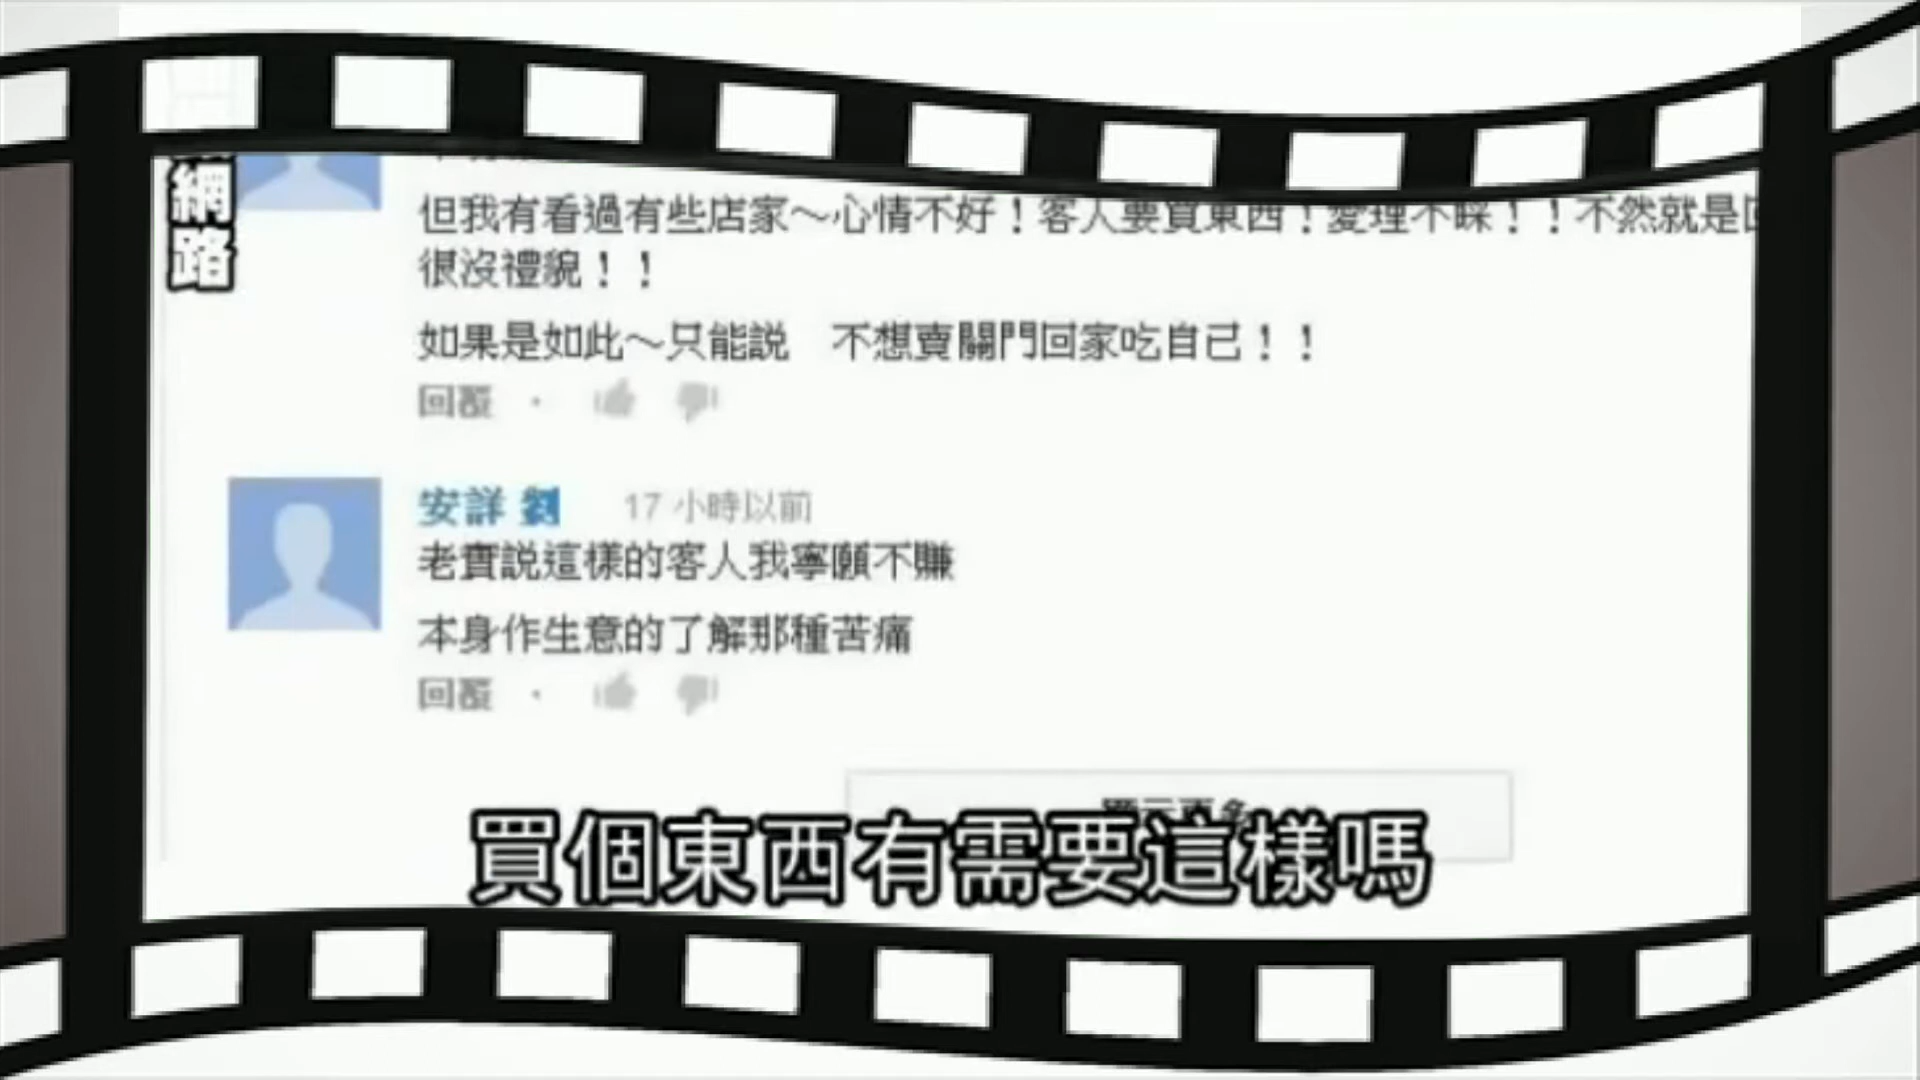 網路
但我有看過有些店家～心情不好！客人要買東西！愛理不睬！！不然就是
很沒禮貌！！
如果是如此～只能説　不想賣關門回家吃自己！！
回覆 ・
安詳 劉 17 小時以前
老實説這樣的客人我寧願不賺
本身作生意的了解那種苦痛
回覆 ・
買個東西有需要這樣嗎